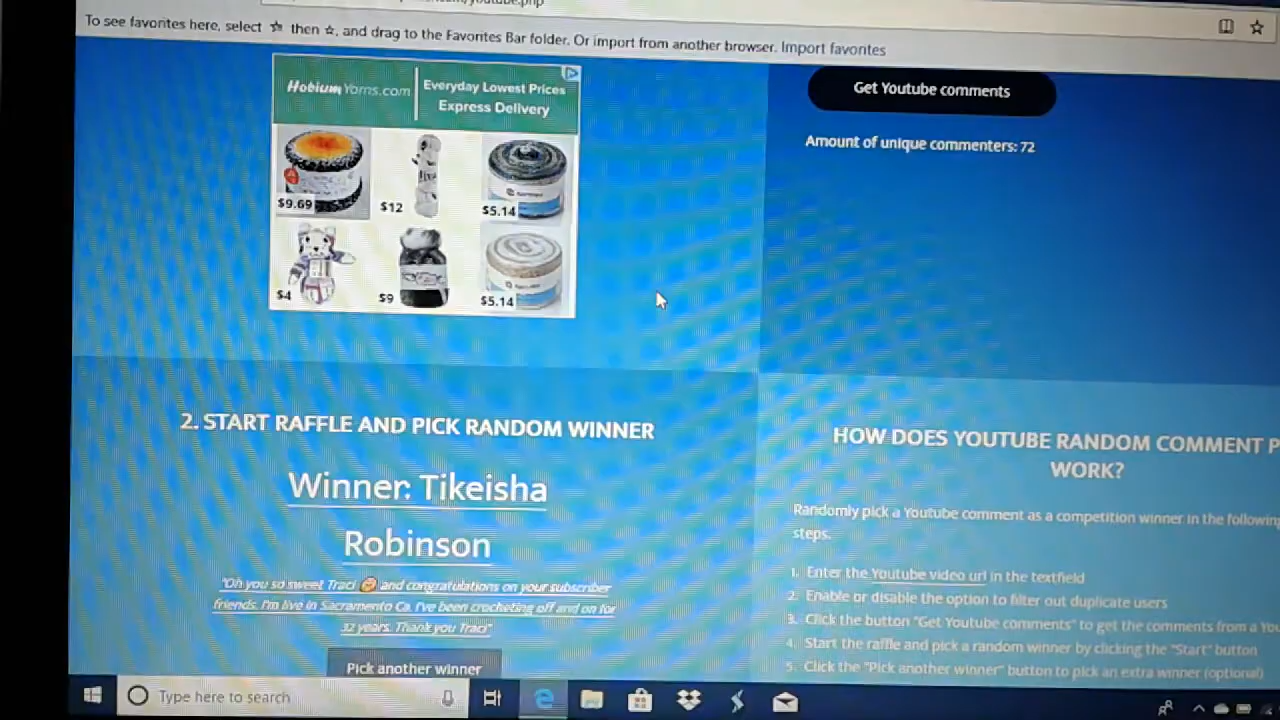 To see favorites here, select ☆ then ☆, and drag to the Favorites Bar folder. Or import from another browser. Import favorites
HobiumYarns.com
Everyday Lowest Prices
Express Delivery
$9.69
$12
$5.14
$4
$9
$5.14
Get Youtube comments
Amount of unique commenters: 72
2. START RAFFLE AND PICK RANDOM WINNER
Winner: Tikeisha
Robinson
"Oh you so sweet Traci 🤗 and congratulations on your subscriber
friends. I'm live in Sacramento Ca. I've been crocheting off and on for
32 years. Thank you Traci"
Pick another winner
HOW DOES YOUTUBE RANDOM COMMENT P
WORK?
Randomly pick a Youtube comment as a competition winner in the following
steps.
1. Enter the Youtube video url in the textfield
2. Enable or disable the option to filter out duplicate users
3. Click the button "Get Youtube comments" to get the comments from a You
4. Start the raffle and pick a random winner by clicking the "Start" button
5. Click the "Pick another winner" button to pick an extra winner (optional)
Type here to search